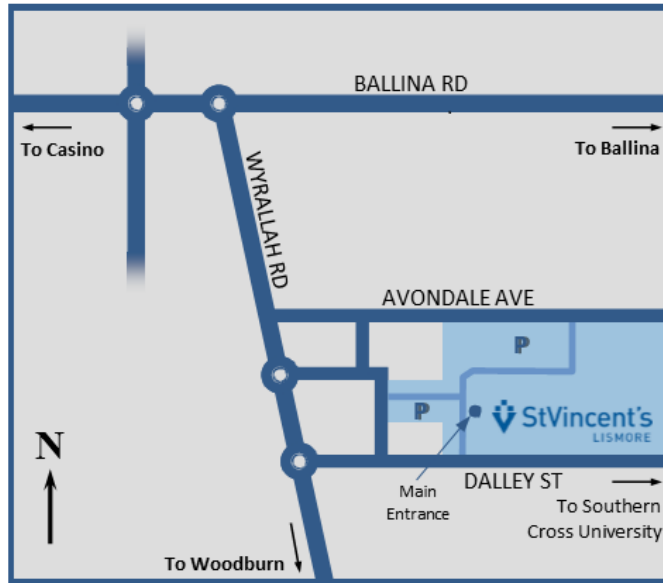 BALLINA RD
To Casino
To Ballina
WYRALLAH RD
AVONDALE AVE
P
P
StVincent's
LISMORE
N
Main
Entrance
DALLEY ST
To Southern
Cross University
To Woodburn